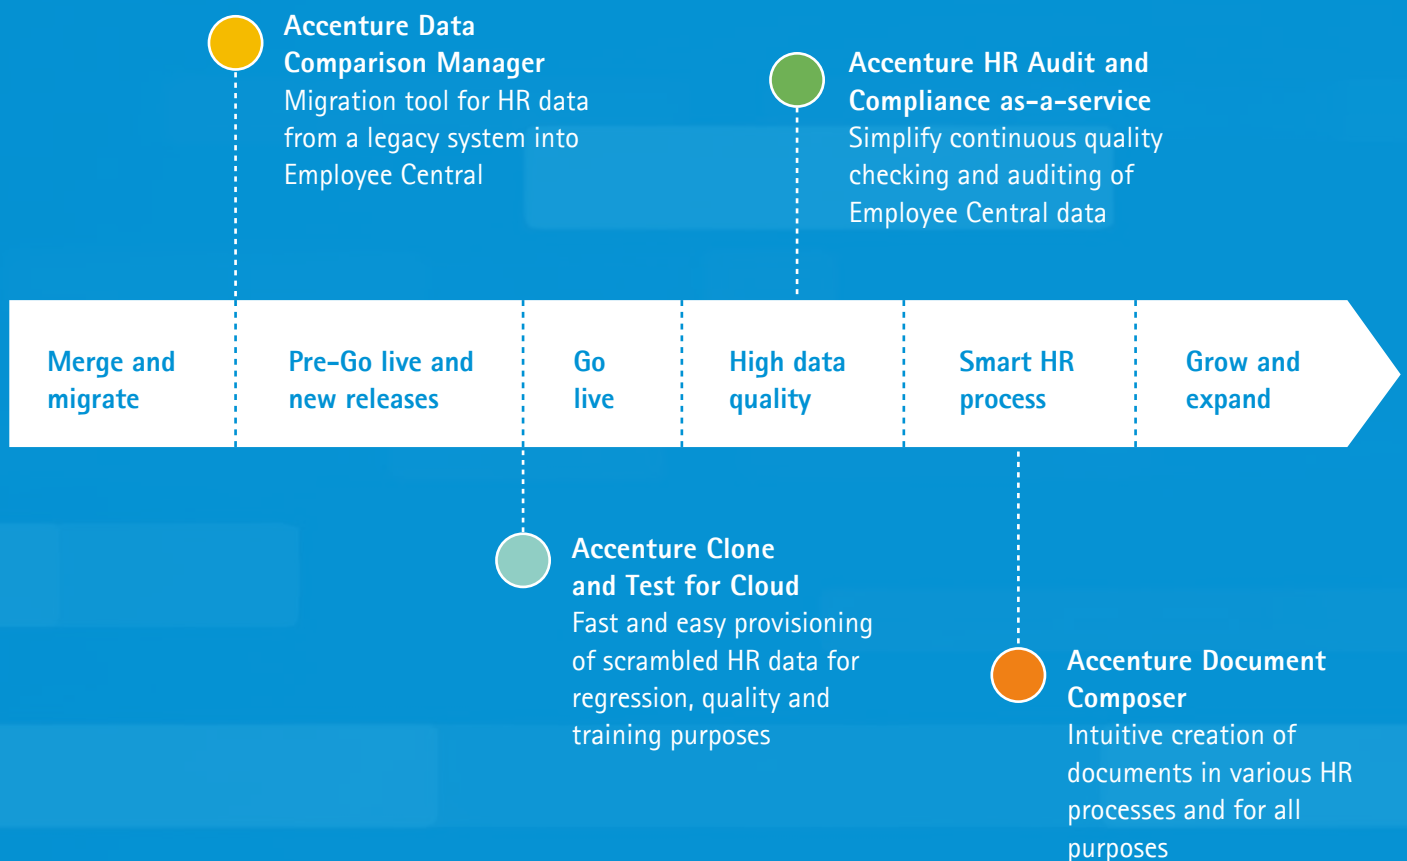 Accenture Data
Comparison Manager
Migration tool for HR data
from a legacy system into
Employee Central
Accenture HR Audit and
Compliance as-a-service
Simplify continuous quality
checking and auditing of
Employee Central data
Merge and
migrate
Pre-Go live and
new releases
Go
live
High data
quality
Smart HR
process
Grow and
expand
Accenture Clone
and Test for Cloud
Fast and easy provisioning
of scrambled HR data for
regression, quality and
training purposes
Accenture Document
Composer
Intuitive creation of
documents in various HR
processes and for all
purposes